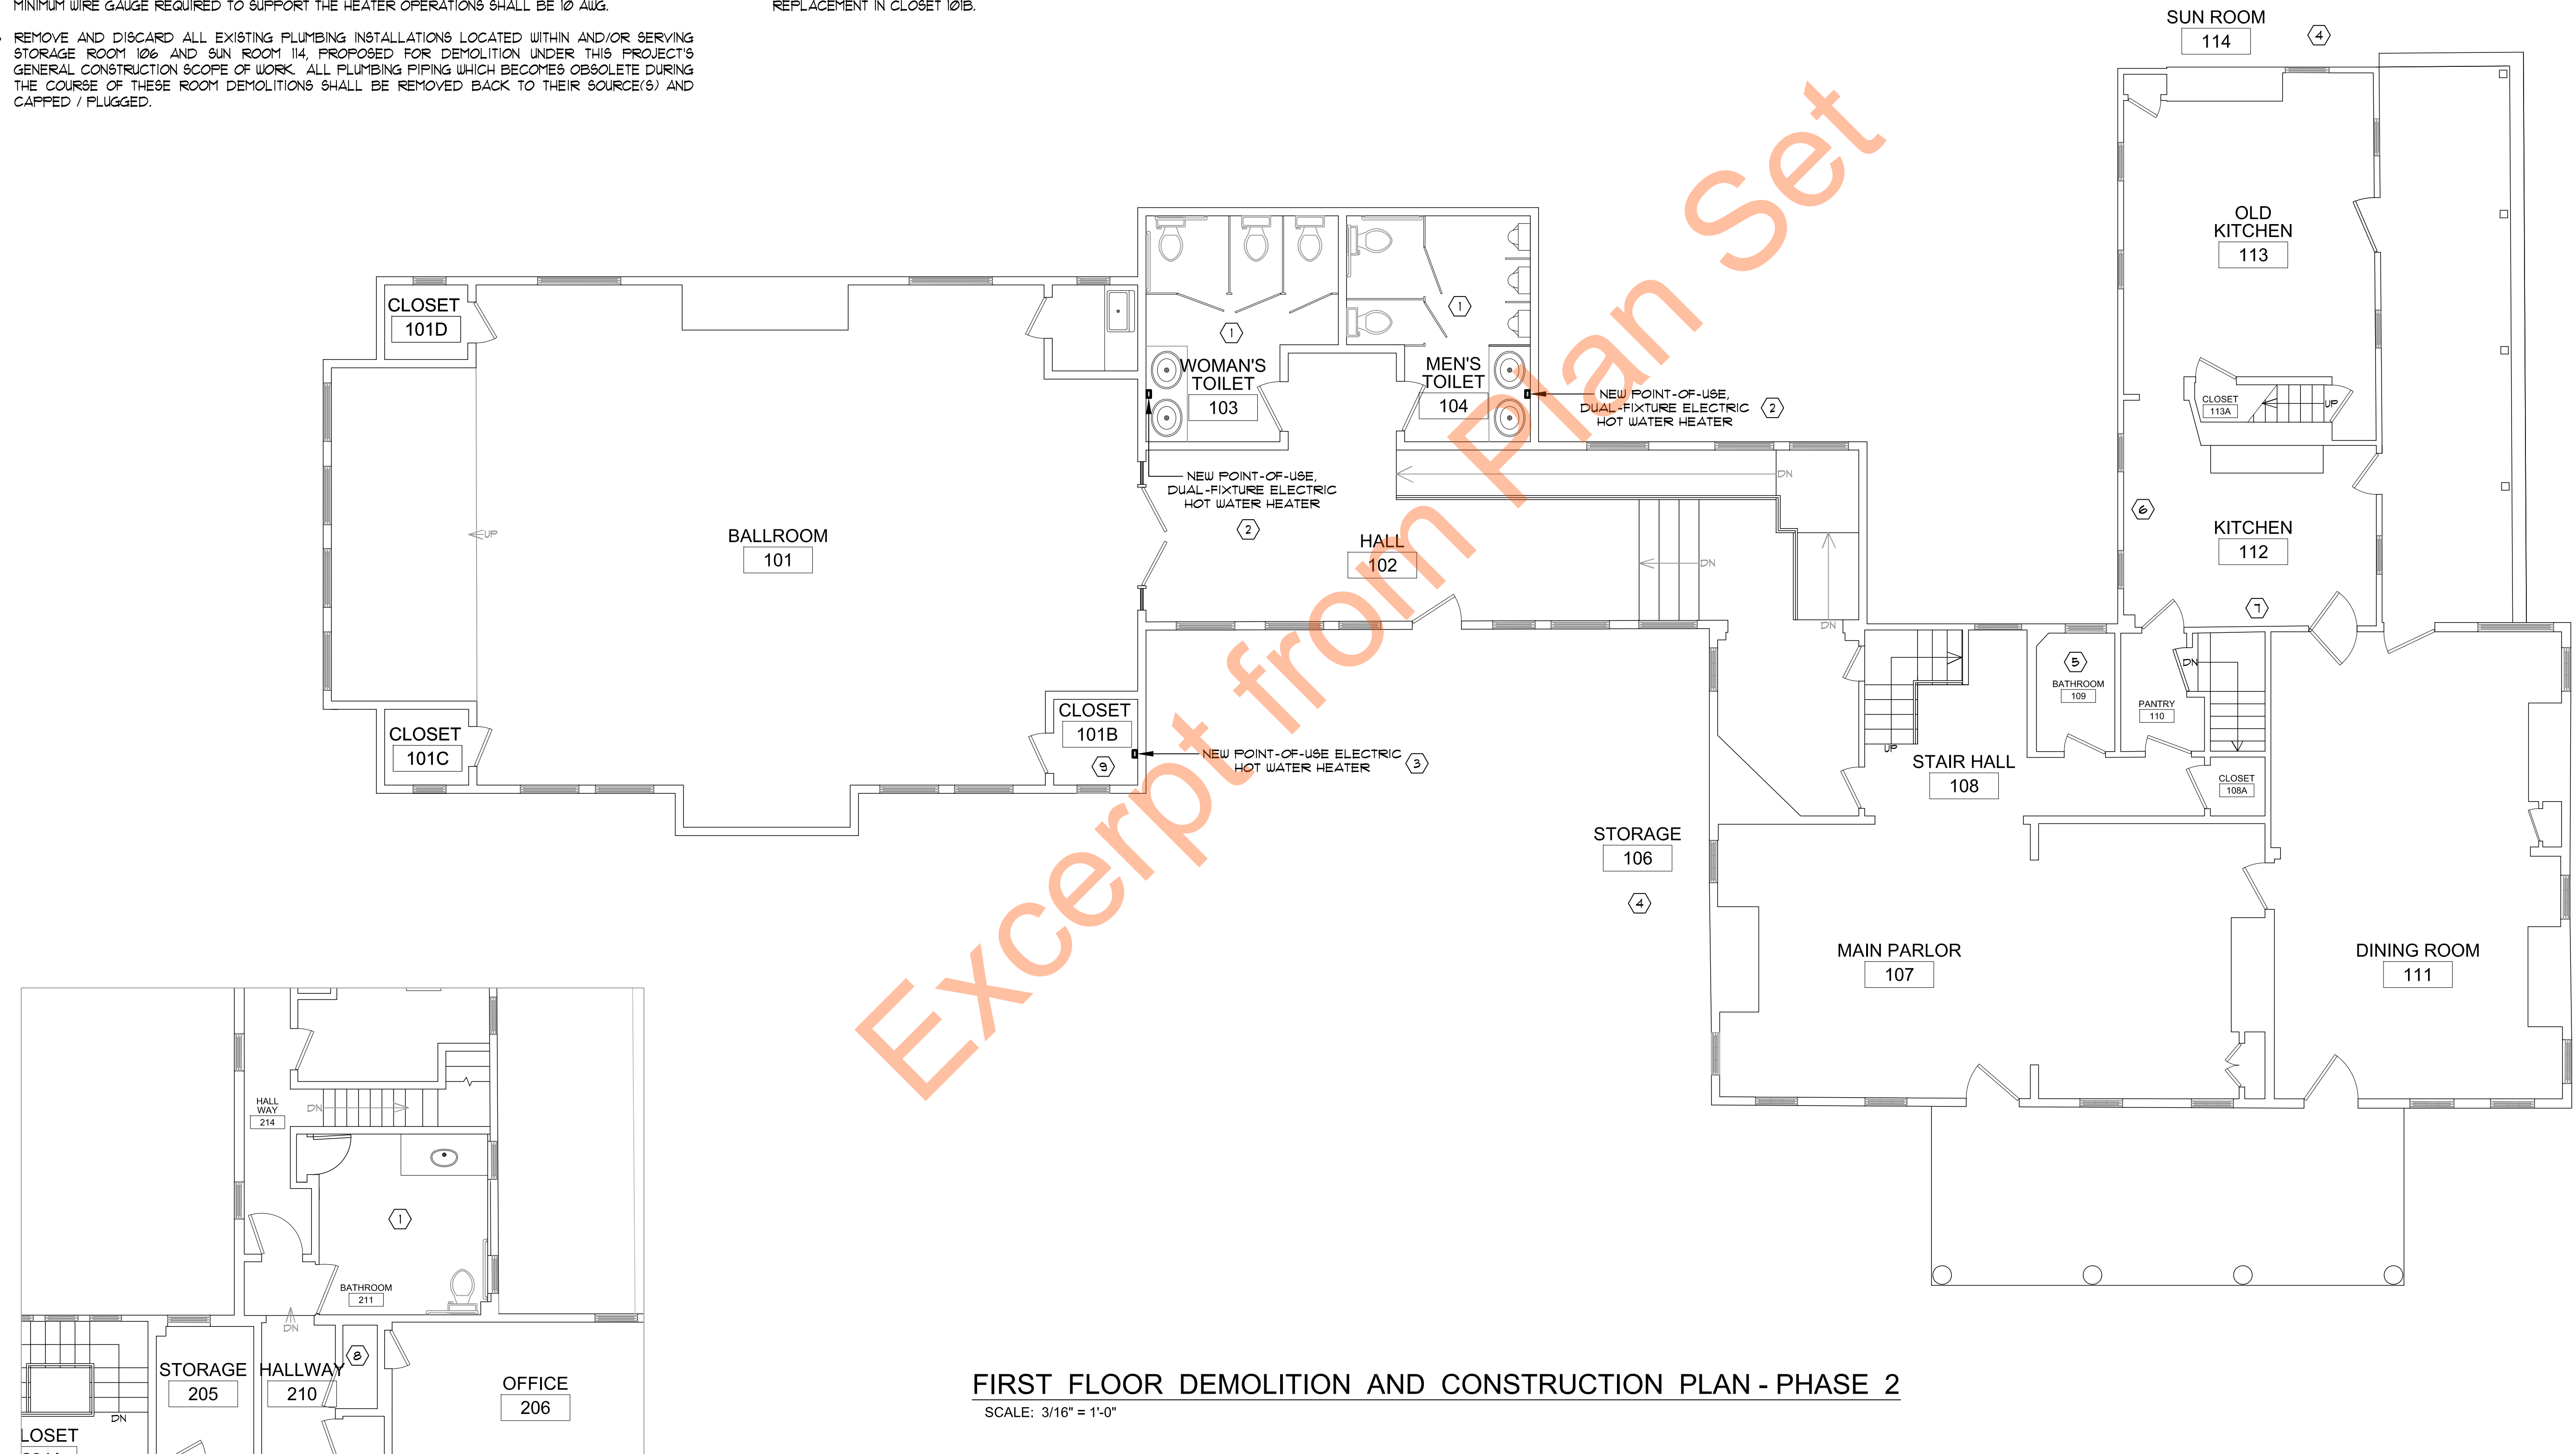 MINIMUM WIRE GAUGE REQUIRED TO SUPPORT THE HEATER OPERATIONS SHALL BE 10 AWG.
REPLACEMENT IN CLOSET 101B.
REMOVE AND DISCARD ALL EXISTING PLUMBING INSTALLATIONS LOCATED WITHIN AND/OR SERVING
STORAGE ROOM 106 AND SUN ROOM 114, PROPOSED FOR DEMOLITION UNDER THIS PROJECT'S
GENERAL CONSTRUCTION SCOPE OF WORK. ALL PLUMBING PIPING WHICH BECOMES OBSOLETE DURING
THE COURSE OF THESE ROOM DEMOLITIONS SHALL BE REMOVED BACK TO THEIR SOURCE(S) AND
CAPPED / PLUGGED.
SUN ROOM
114
4
OLD
KITCHEN
113
CLOSET
113A
UP
6
KITCHEN
112
7
CLOSET
101D
1
WOMAN'S
TOILET
103
1
MEN'S
TOILET
104
NEW POINT-OF-USE,
DUAL-FIXTURE ELECTRIC
HOT WATER HEATER
2
NEW POINT-OF-USE,
DUAL-FIXTURE ELECTRIC
HOT WATER HEATER
2
DN
UP
BALLROOM
101
HALL
102
DN
DN
CLOSET
101C
CLOSET
101B
9
NEW POINT-OF-USE ELECTRIC
HOT WATER HEATER
3
5
BATHROOM
109
DN
PANTRY
110
UP
STAIR HALL
108
CLOSET
108A
STORAGE
106
4
MAIN PARLOR
107
DINING ROOM
111
Excerpt from Plan Set
HALL
WAY
214
DN
1
BATHROOM
211
DN
8
STORAGE
205
HALLWAY
210
OFFICE
206
DN
LOSET
FIRST FLOOR DEMOLITION AND CONSTRUCTION PLAN - PHASE 2
SCALE: 3/16" = 1'-0"